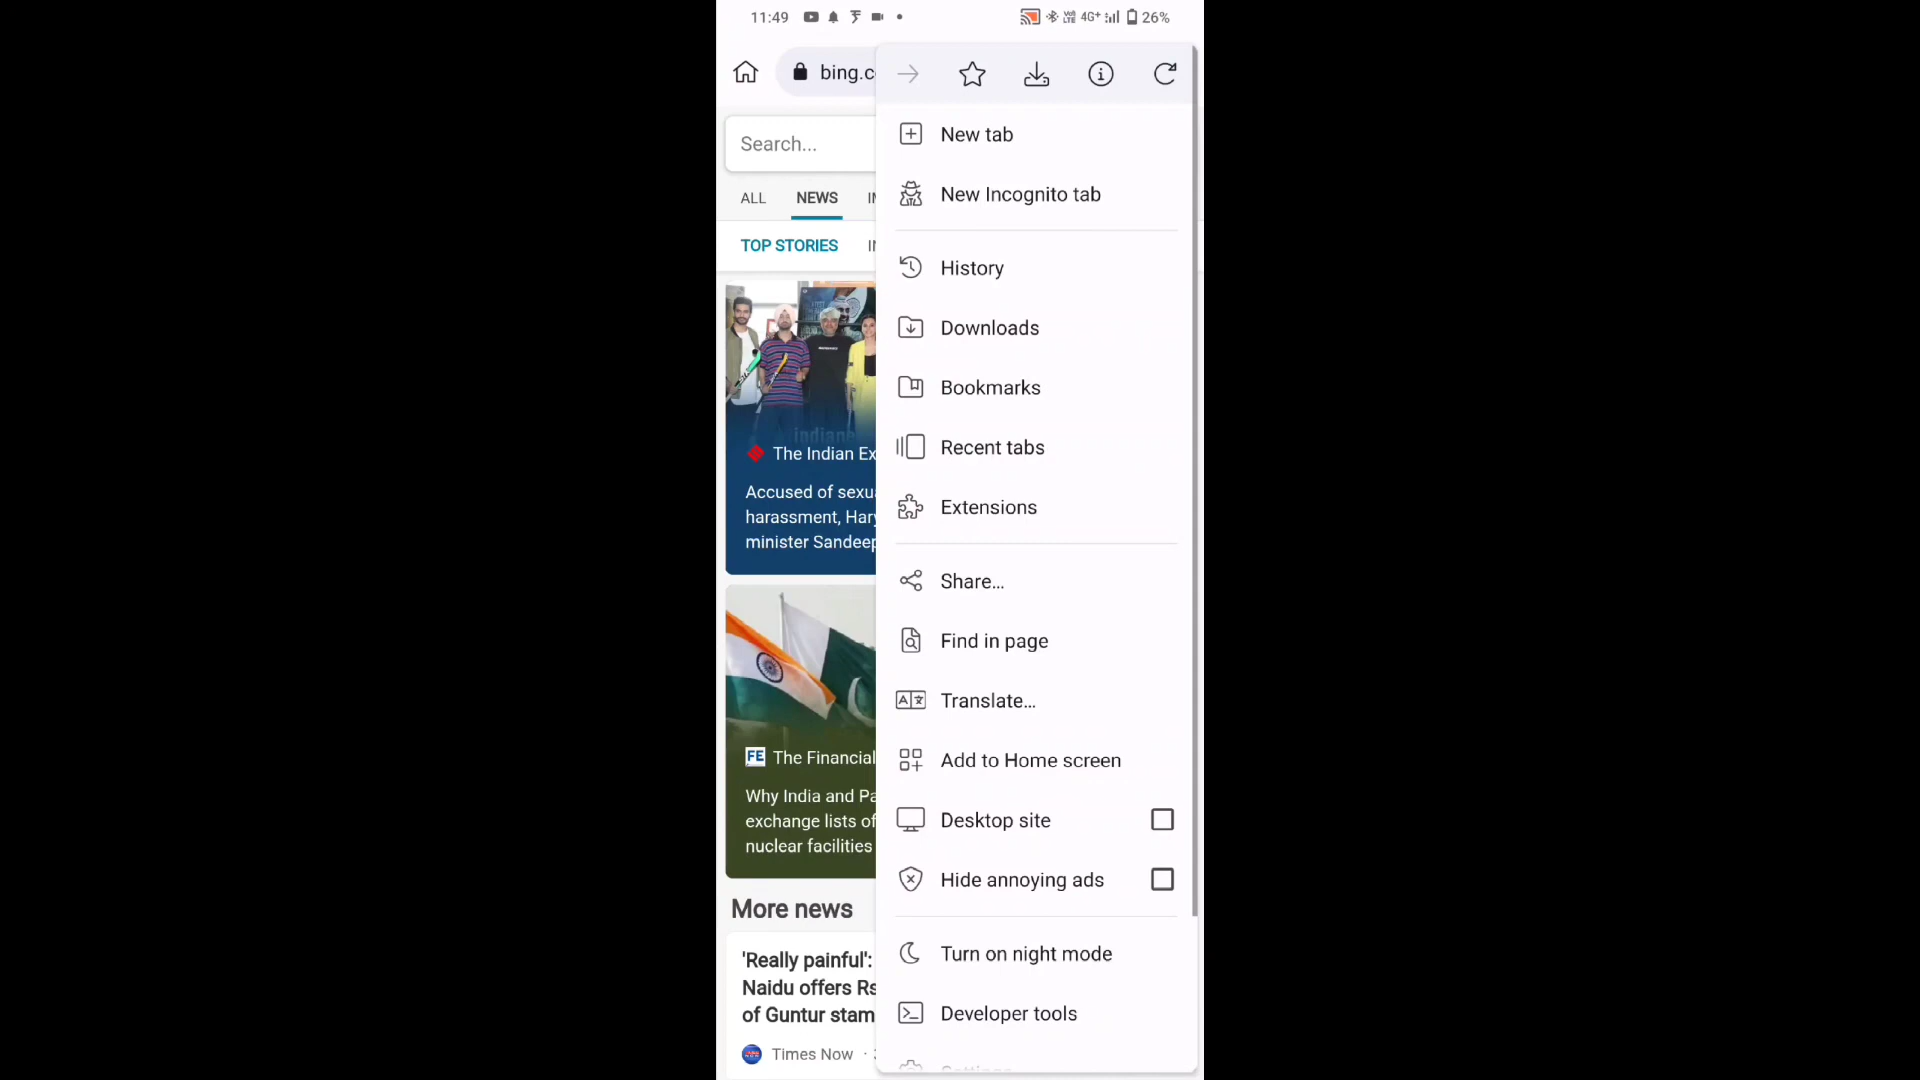 11:49
4G+ 26%
bing.c
Search...
ALL NEWS
TOP STORIES
The Indian Ex
Accused of sexua
harassment, Hary
minister Sandeep
FE The Financial
Why India and Pa
exchange lists of
nuclear facilities
More news
'Really painful':
Naidu offers Rs
of Guntur stam
Times Now
New tab
New Incognito tab
History
Downloads
Bookmarks
Recent tabs
Extensions
Share...
Find in page
Translate...
Add to Home screen
Desktop site
Hide annoying ads
Turn on night mode
Developer tools